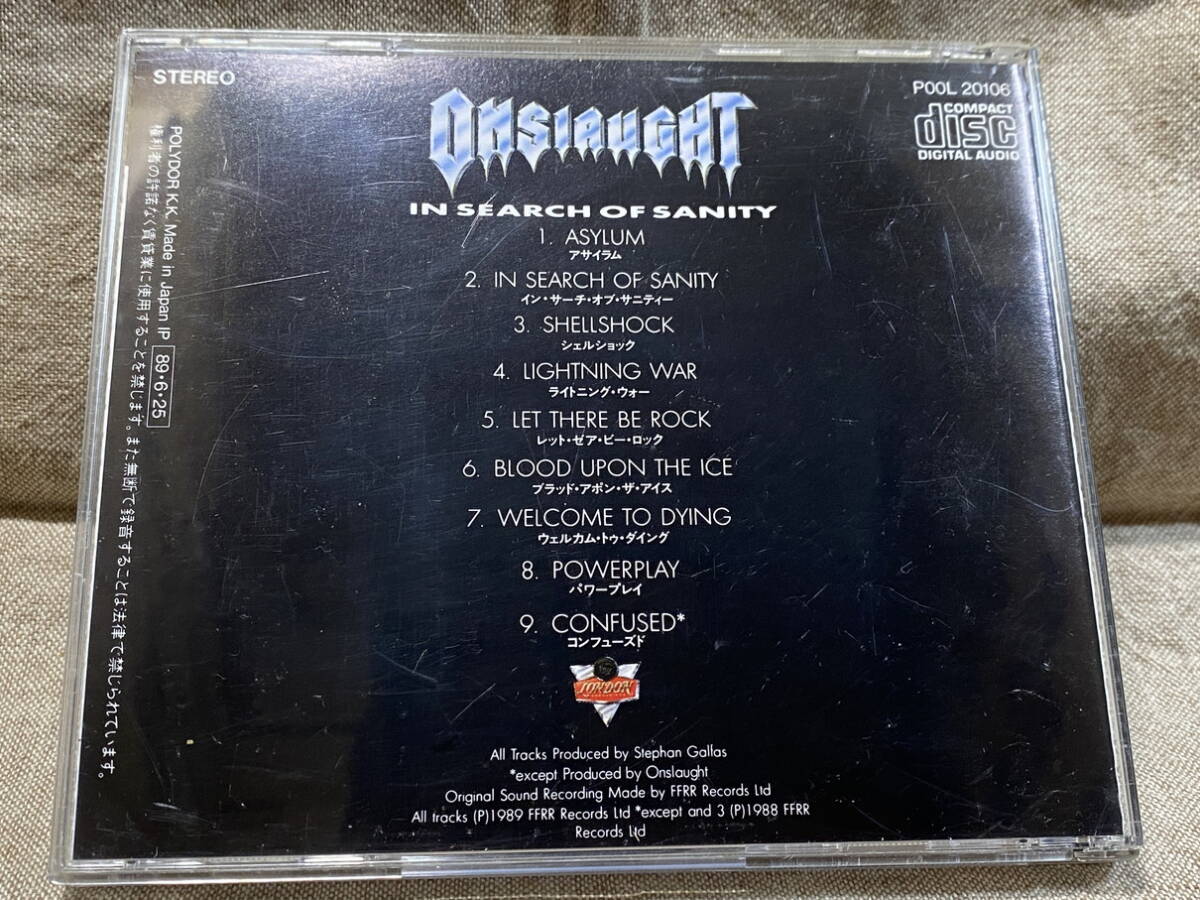 STEREO
P00L 20106
COMPACT
disc
DIGITAL AUDIO
ONSLAUGHT
IN SEARCH OF SANITY
1. ASYLUM
アサイラム
2. IN SEARCH OF SANITY
イン・サーチ・オブ・サニティー
3. SHELLSHOCK
シェルショック
4. LIGHTNING WAR
ライトニング・ウォー
5. LET THERE BE ROCK
レット・ゼア・ビー・ロック
6. BLOOD UPON THE ICE
ブラッド・アポン・ザ・アイス
7. WELCOME TO DYING
ウェルカム・トゥ・ダイング
8. POWERPLAY
パワープレイ
9. CONFUSED*
コンフューズド
LONDON
All Tracks Produced by Stephan Gallas
*except Produced by Onslaught
Original Sound Recording Made by FFRR Records Ltd
All tracks (P)1989 FFRR Records Ltd *except and 3 (P)1988 FFRR
Records Ltd
POLYDOR K.K. Made in Japan IP 89・6・25
権利者の許諾なく賃貸業に使用することを禁じます。また無断で録音することは法律で禁じられています。